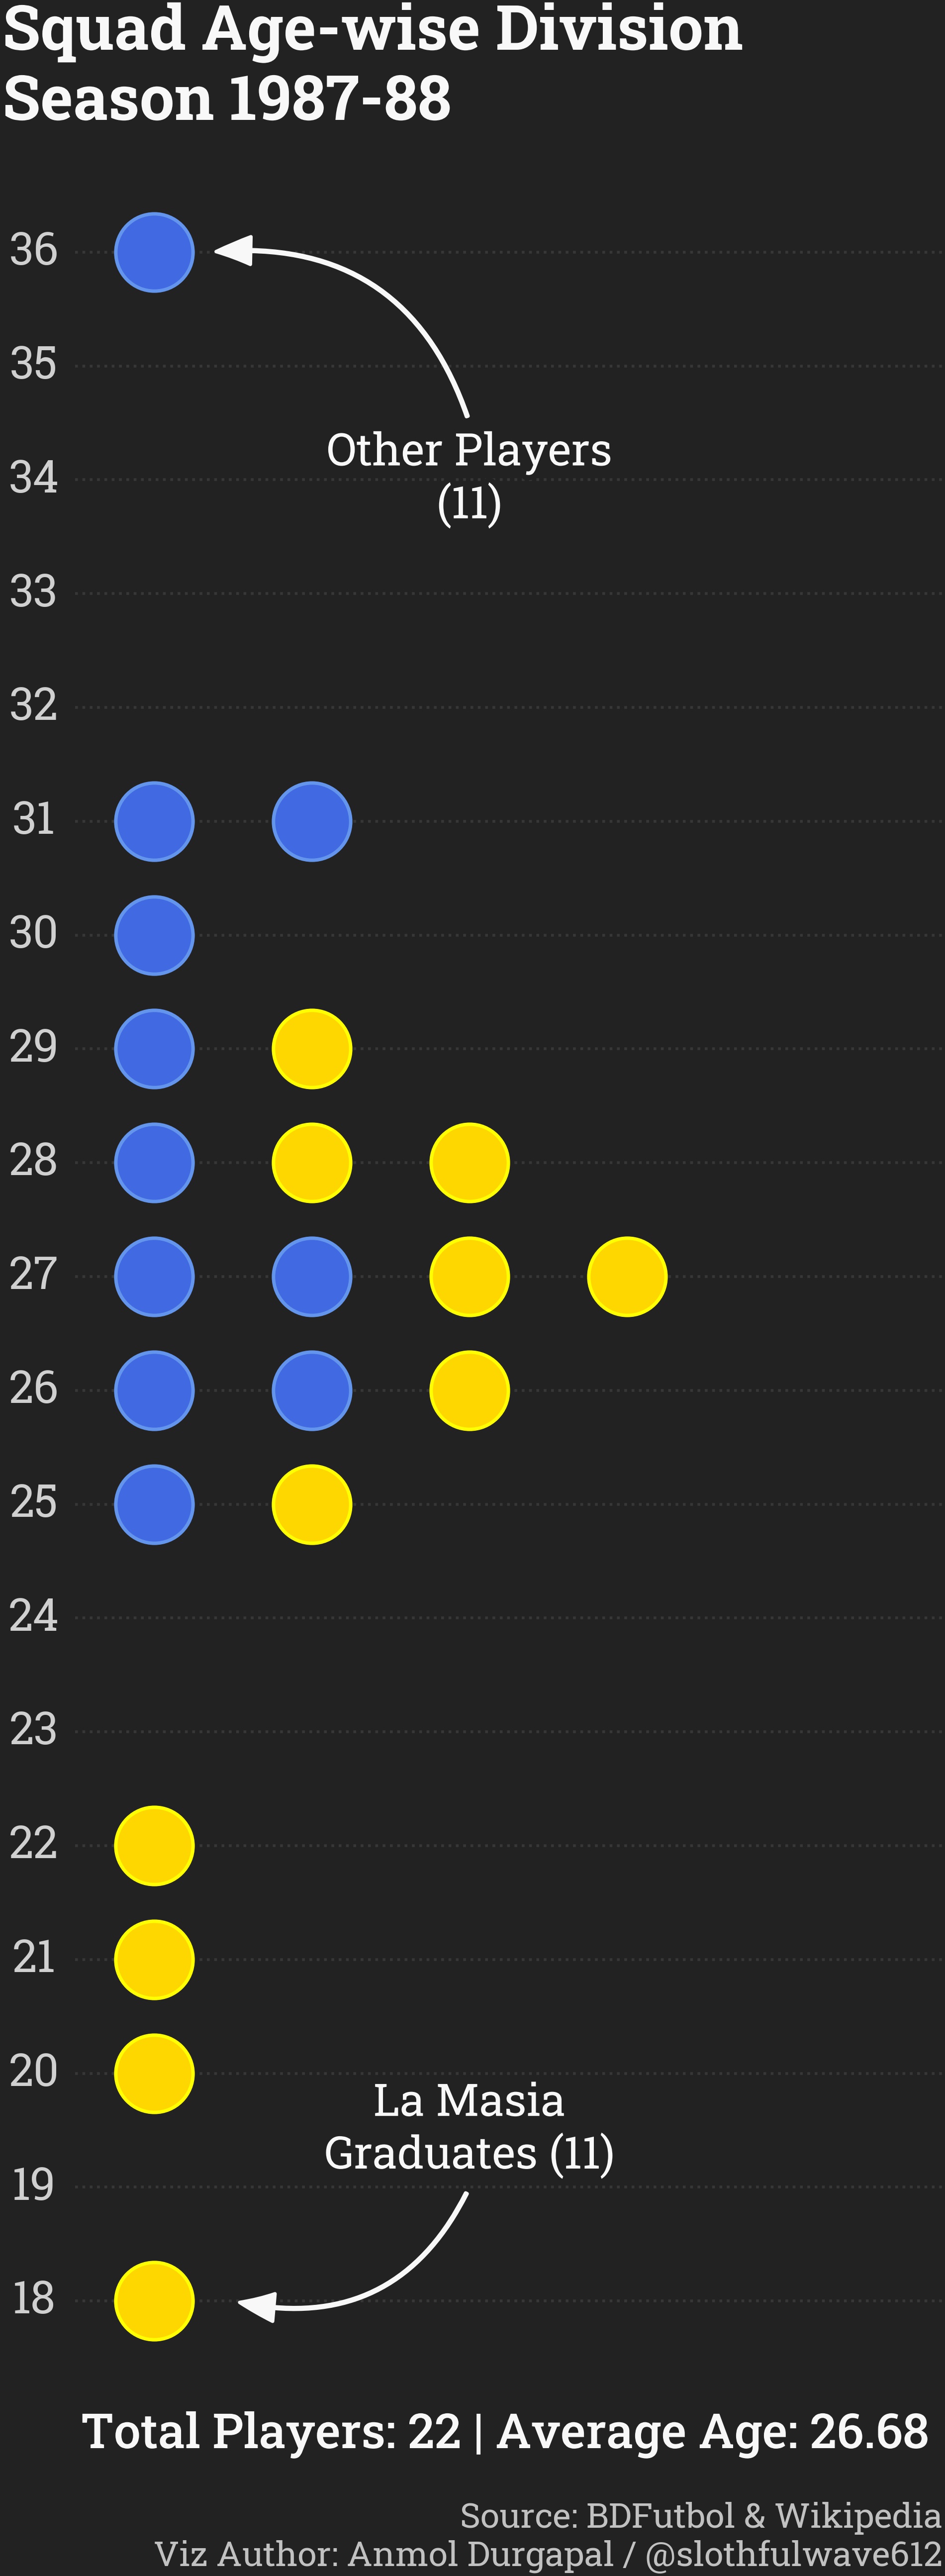 Squad Age-wise Division
Season 1987-88
36
35
Other Players
34
(11)
33
32
31
30
29
28
27
26
25
24
23
22
21
20
La Masia
Graduates (11)
19
18
Total Players: 22 | Average Age: 26.68
Source: BDFutbol & Wikipedia
Viz Author: Anmol Durgapal / @slothfulwave612